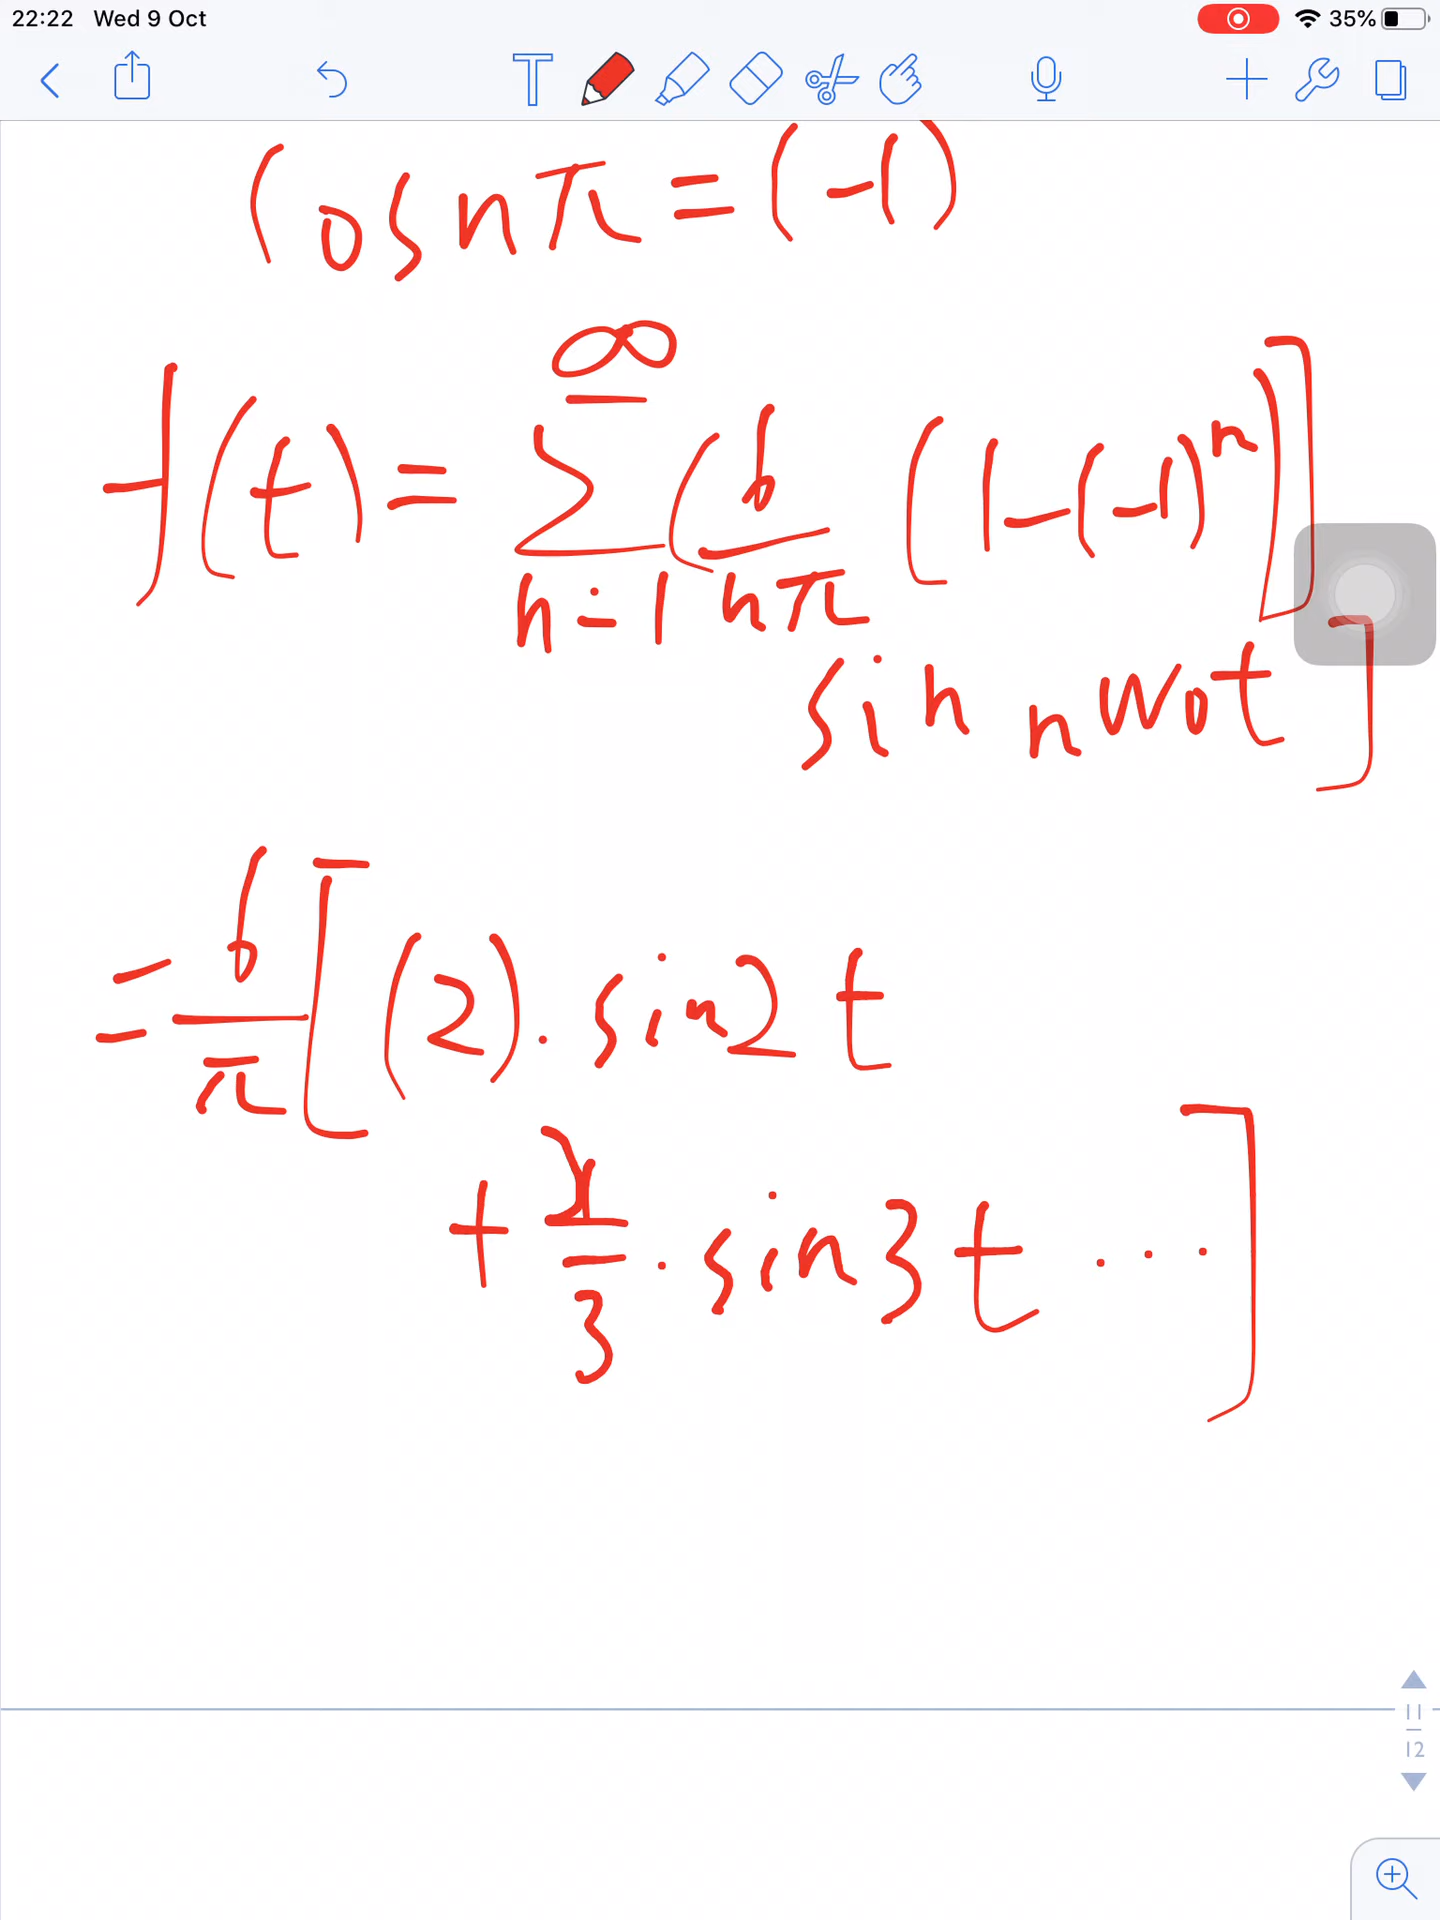 22:22 Wed 9 Oct 35%
T
cos nπ = (-1)
f(t) = ∞ Σ n=1 ( 6/nπ (1-(-1)^n) ]
sin nwot ]
= 6/π [ (2). sin2t
+ 2/3 . sin3t ... ]
11
12